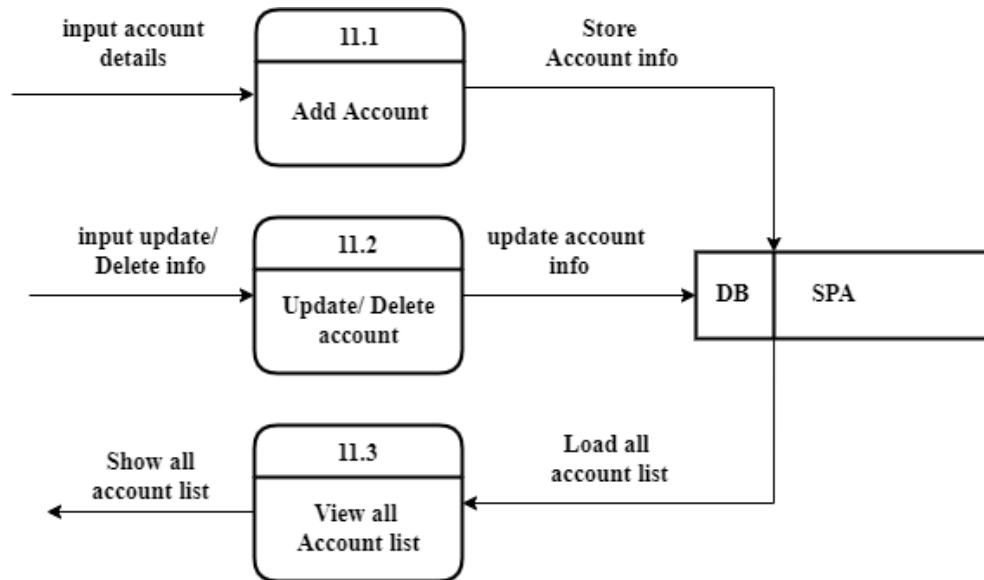 input account
details
11.1
Add Account
Store
Account info
input update/
Delete info
11.2
Update/ Delete
account
update account
info
DB
SPA
Show all
account list
11.3
View all
Account list
Load all
account list